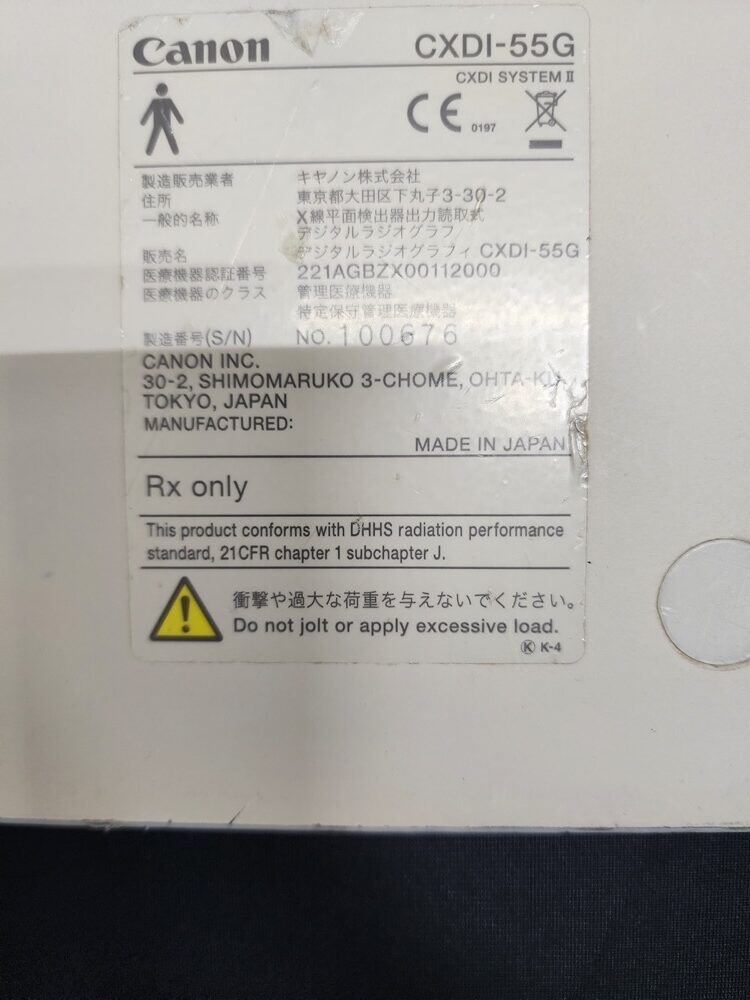 Canon CXDI-55G
CXDI SYSTEM II
CE 0197
製造販売業者 キヤノン株式会社
住所 東京都大田区下丸子3-30-2
一般的名称 X線平面検出器出力読取式
デジタルラジオグラフ
販売名 デジタルラジオグラフィ CXDI-55G
医療機器認証番号 221AGBZX00112000
医療機器のクラス 管理医療機器
特定保守管理医療機器
製造番号(S/N) NO. 100676
CANON INC.
30-2, SHIMOMARUKO 3-CHOME, OHTA-KU,
TOKYO, JAPAN
MANUFACTURED:
MADE IN JAPAN
Rx only
This product conforms with DHHS radiation performance
standard, 21CFR chapter 1 subchapter J.
衝撃や過大な荷重を与えないでください。
Do not jolt or apply excessive load.
Ⓚ K-4